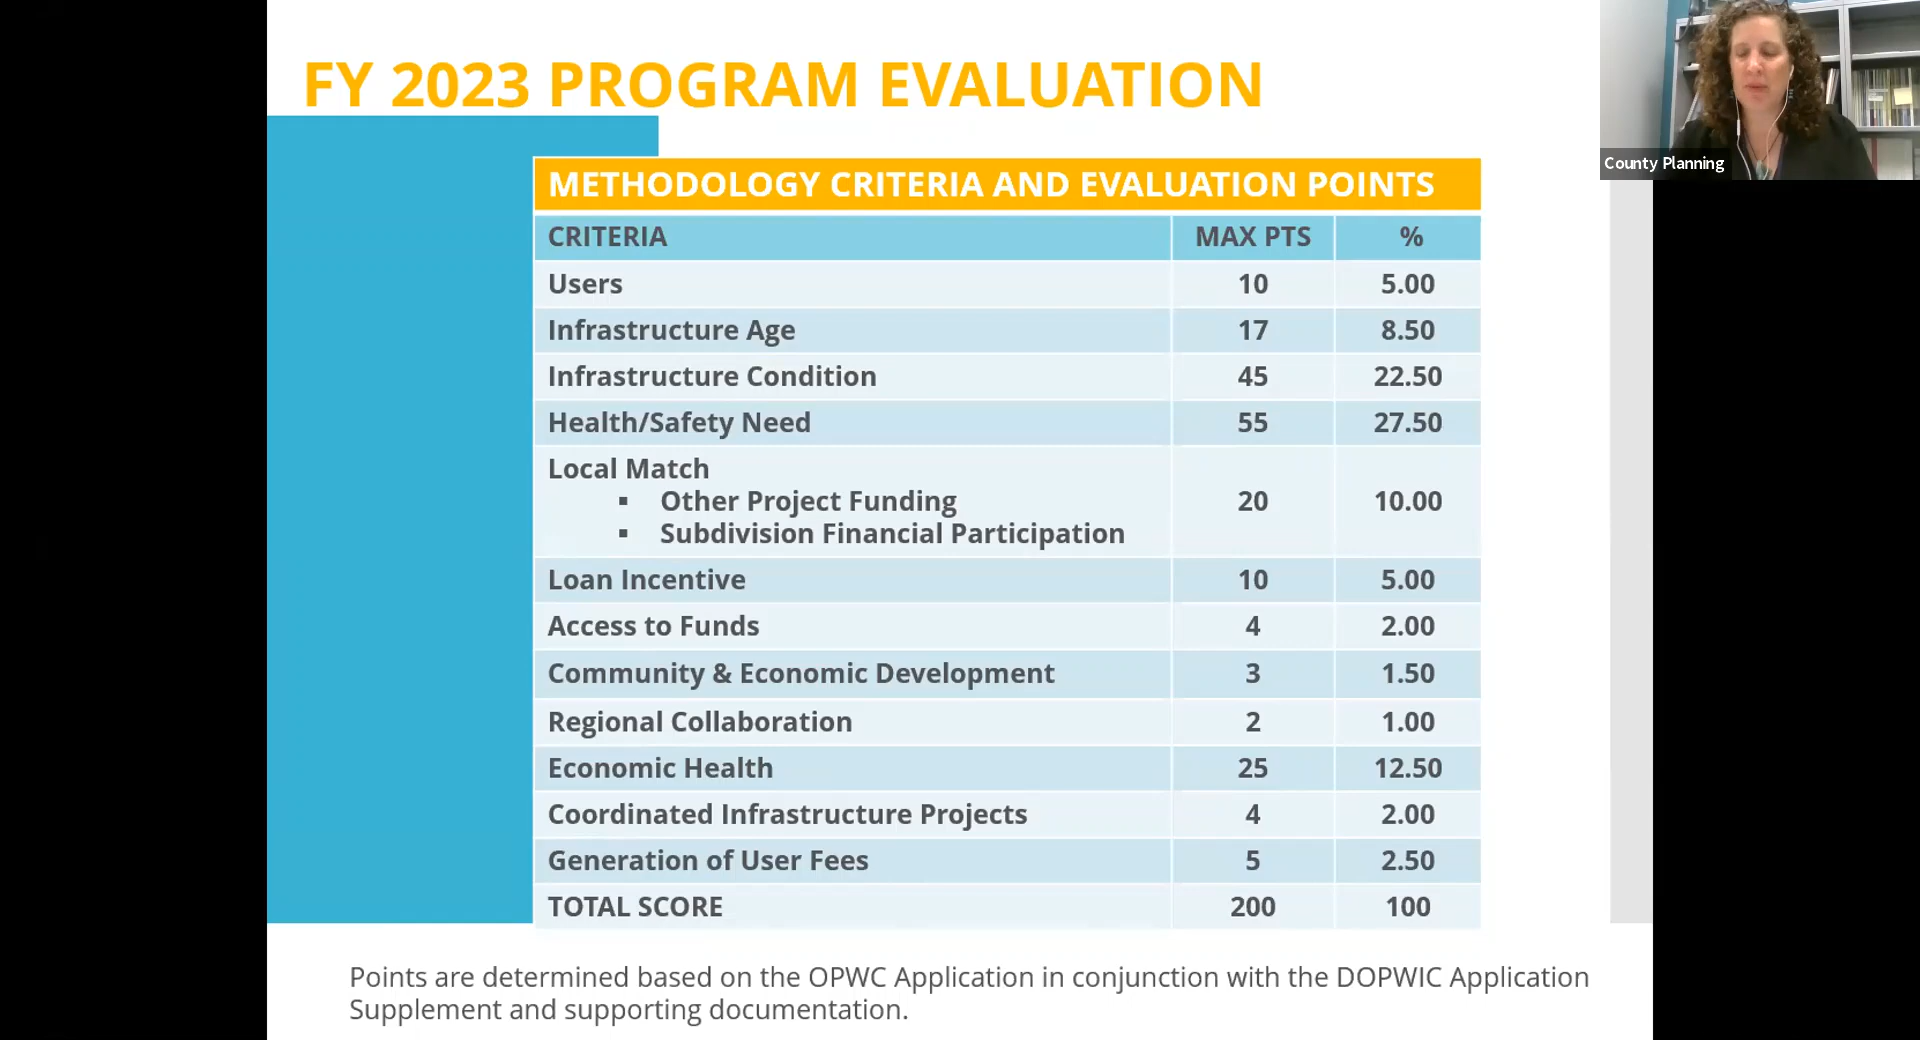 FY 2023 PROGRAM EVALUATION
County Planning
METHODOLOGY CRITERIA AND EVALUATION POINTS
CRITERIA MAX PTS %
Users 10 5.00
Infrastructure Age 17 8.50
Infrastructure Condition 45 22.50
Health/Safety Need 55 27.50
Local Match
▪ Other Project Funding 20 10.00
▪ Subdivision Financial Participation
Loan Incentive 10 5.00
Access to Funds 4 2.00
Community & Economic Development 3 1.50
Regional Collaboration 2 1.00
Economic Health 25 12.50
Coordinated Infrastructure Projects 4 2.00
Generation of User Fees 5 2.50
TOTAL SCORE 200 100
Points are determined based on the OPWC Application in conjunction with the DOPWIC Application
Supplement and supporting documentation.